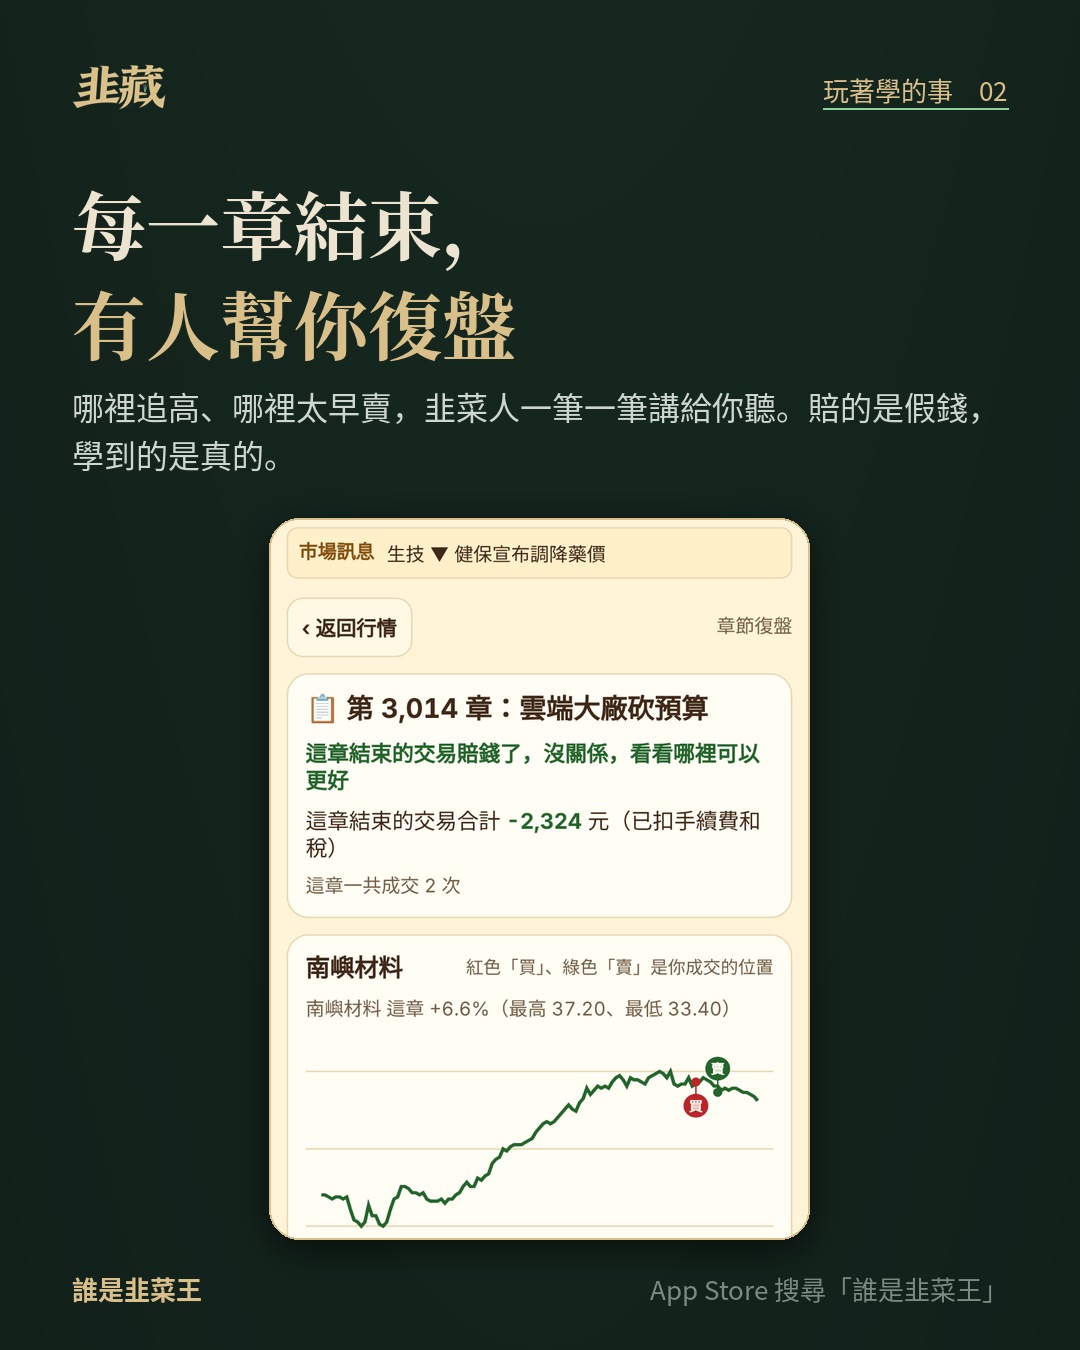 韭藏
玩著學的事 02
每一章結束,
有人幫你復盤
哪裡追高、哪裡太早賣，韭菜人一筆一筆講給你聽。賠的是假錢，
學到的是真的。
市場訊息 生技 ▼ 健保宣布調降藥價
‹ 返回行情
章節復盤
📋 第 3,014 章：雲端大廠砍預算
這章結束的交易賠錢了，沒關係，看看哪裡可以
更好
這章結束的交易合計 -2,324 元（已扣手續費和
稅）
這章一共成交 2 次
南嶼材料
紅色「買」、綠色「賣」是你成交的位置
南嶼材料 這章 +6.6%（最高 37.20、最低 33.40）
賣
買
誰是韭菜王
App Store 搜尋「誰是韭菜王」